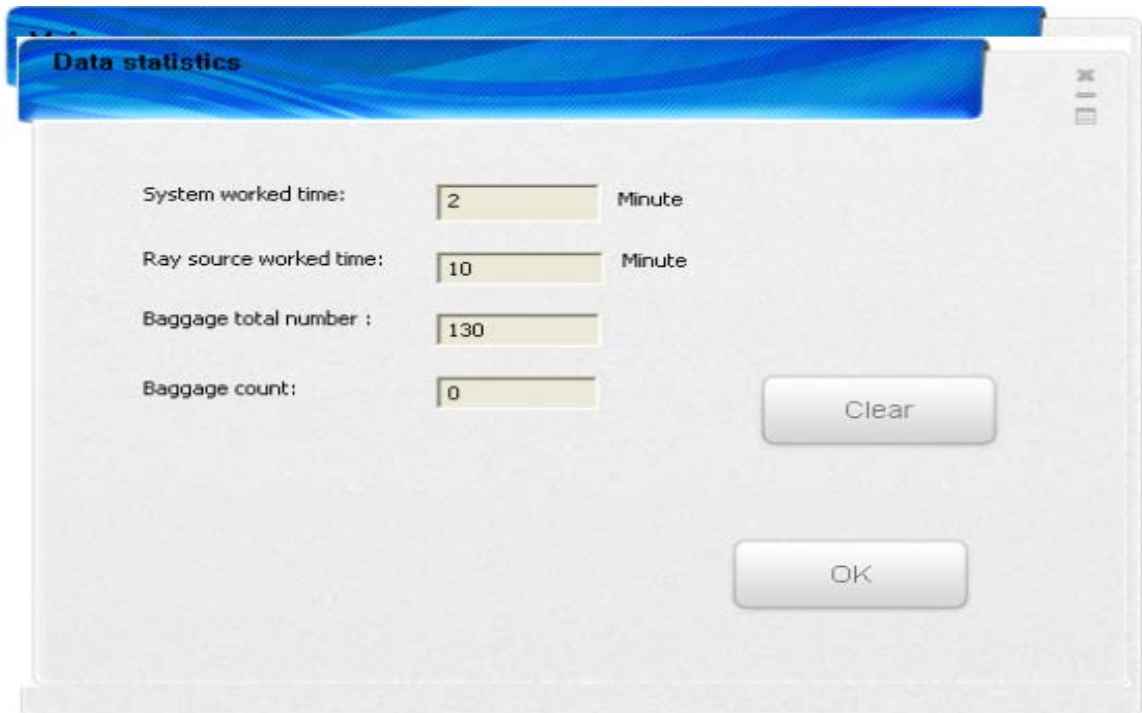 Data statistics
System worked time: 2 Minute
Ray source worked time: 10 Minute
Baggage total number : 130
Baggage count: 0
Clear
OK